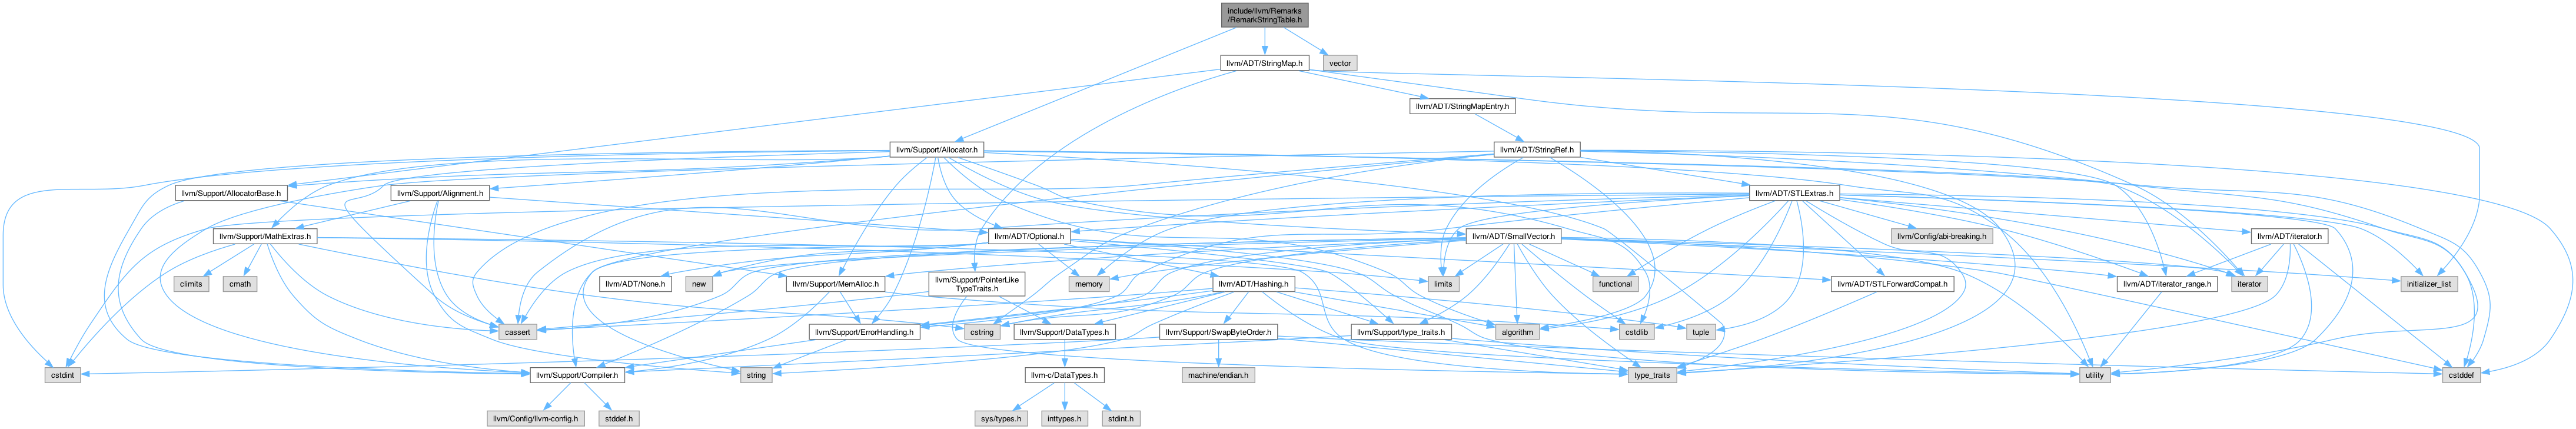 include/llvm/Remarks
/RemarkStringTable.h
llvm/ADT/StringMap.h
vector
llvm/ADT/StringMapEntry.h
llvm/Support/Allocator.h
llvm/ADT/StringRef.h
llvm/Support/AllocatorBase.h
llvm/Support/Alignment.h
llvm/ADT/STLExtras.h
llvm/Support/MathExtras.h
llvm/ADT/Optional.h
llvm/ADT/SmallVector.h
llvm/Config/abi-breaking.h
llvm/ADT/iterator.h
climits
cmath
llvm/ADT/None.h
new
llvm/Support/MemAlloc.h
llvm/Support/PointerLike
TypeTraits.h
memory
llvm/ADT/Hashing.h
limits
functional
llvm/ADT/STLForwardCompat.h
llvm/ADT/iterator_range.h
iterator
initializer_list
cassert
llvm/Support/ErrorHandling.h
cstring
llvm/Support/DataTypes.h
llvm/Support/SwapByteOrder.h
algorithm
cstdlib
llvm/Support/type_traits.h
tuple
cstdint
llvm/Support/Compiler.h
string
llvm-c/DataTypes.h
machine/endian.h
type_traits
utility
cstddef
llvm/Config/llvm-config.h
stddef.h
sys/types.h
inttypes.h
stdint.h